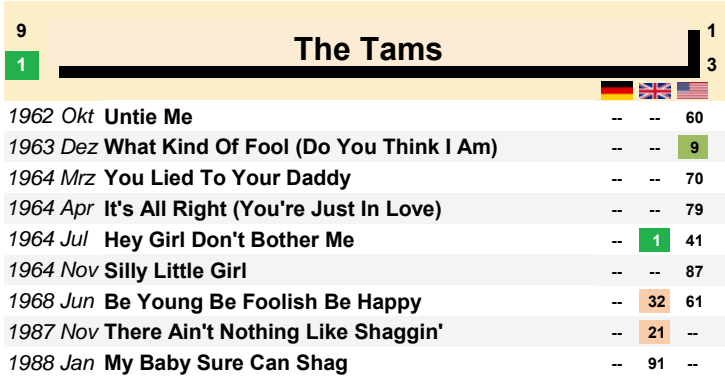 9
1
The Tams
1
3
1962 Okt Untie Me -- -- 60
1963 Dez What Kind Of Fool (Do You Think I Am) -- -- 9
1964 Mrz You Lied To Your Daddy -- -- 70
1964 Apr It's All Right (You're Just In Love) -- -- 79
1964 Jul Hey Girl Don't Bother Me -- 1 41
1964 Nov Silly Little Girl -- -- 87
1968 Jun Be Young Be Foolish Be Happy -- 32 61
1987 Nov There Ain't Nothing Like Shaggin' -- 21 --
1988 Jan My Baby Sure Can Shag -- 91 --